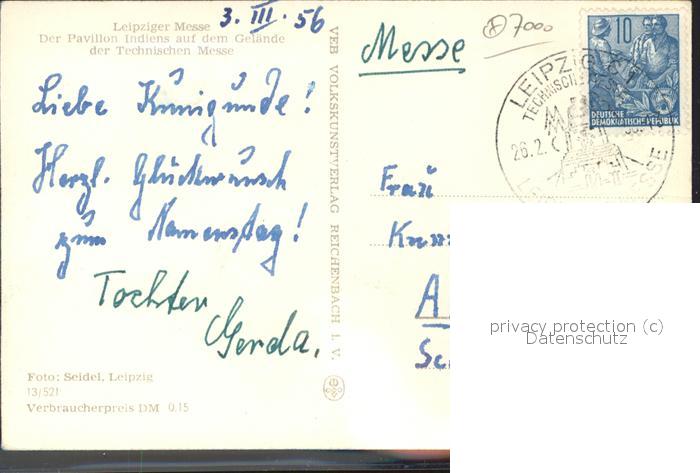 Leipziger Messe
Der Pavillon Indiens auf dem Gelände
der Technischen Messe
3. III. 56
Messe
7000
10
DEUTSCHE
DEMOKRATISCHE REPUBLIK
LEIPZIG
TECHNISCHE
26.2.
Liebe Künigunde!
Herzl. Glückwunsch
zum Namenstag!
Tochter
Gerda.
VEB VOLKSKUNSTVERLAG REICHENBACH I. V.
Frau
privacy protection (c)
Datenschutz
Foto: Seidel, Leipzig
13/521
Verbraucherpreis DM 0.15